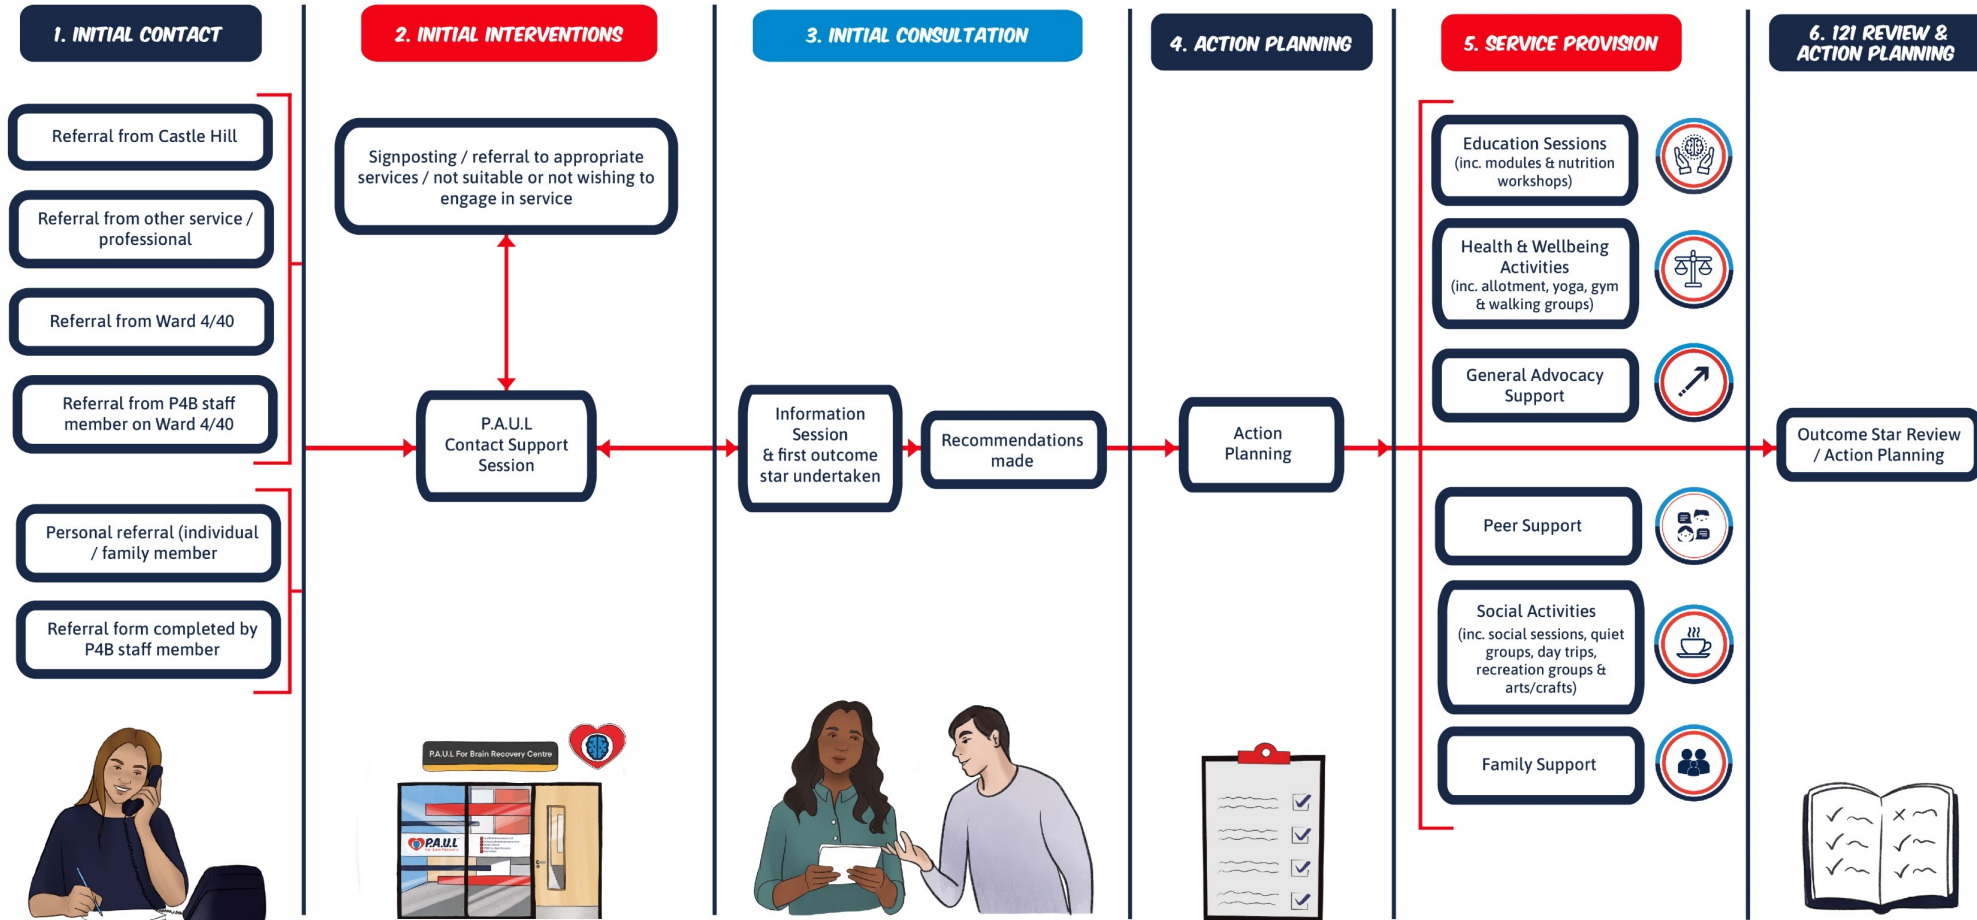 1. INITIAL CONTACT
Referral from Castle Hill
Referral from other service /
professional
Referral from Ward 4/40
Referral from P4B staff
member on Ward 4/40
Personal referral (individual
/ family member
Referral form completed by
P4B staff member
2. INITIAL INTERVENTIONS
Signposting / referral to appropriate
services / not suitable or not wishing to
engage in service
P.A.U.L
Contact Support
Session
P.A.U.L For Brain Recovery Centre
P.A.U.L
For Brain Recovery
3. INITIAL CONSULTATION
Information
Session
& first outcome
star undertaken
Recommendations
made
4. ACTION PLANNING
Action
Planning
5. SERVICE PROVISION
Education Sessions
(inc. modules & nutrition
workshops)
Health & Wellbeing
Activities
(inc. allotment, yoga, gym
& walking groups)
General Advocacy
Support
Peer Support
Social Activities
(inc. social sessions, quiet
groups, day trips,
recreation groups &
arts/crafts)
Family Support
6. 121 REVIEW &
ACTION PLANNING
Outcome Star Review
/ Action Planning